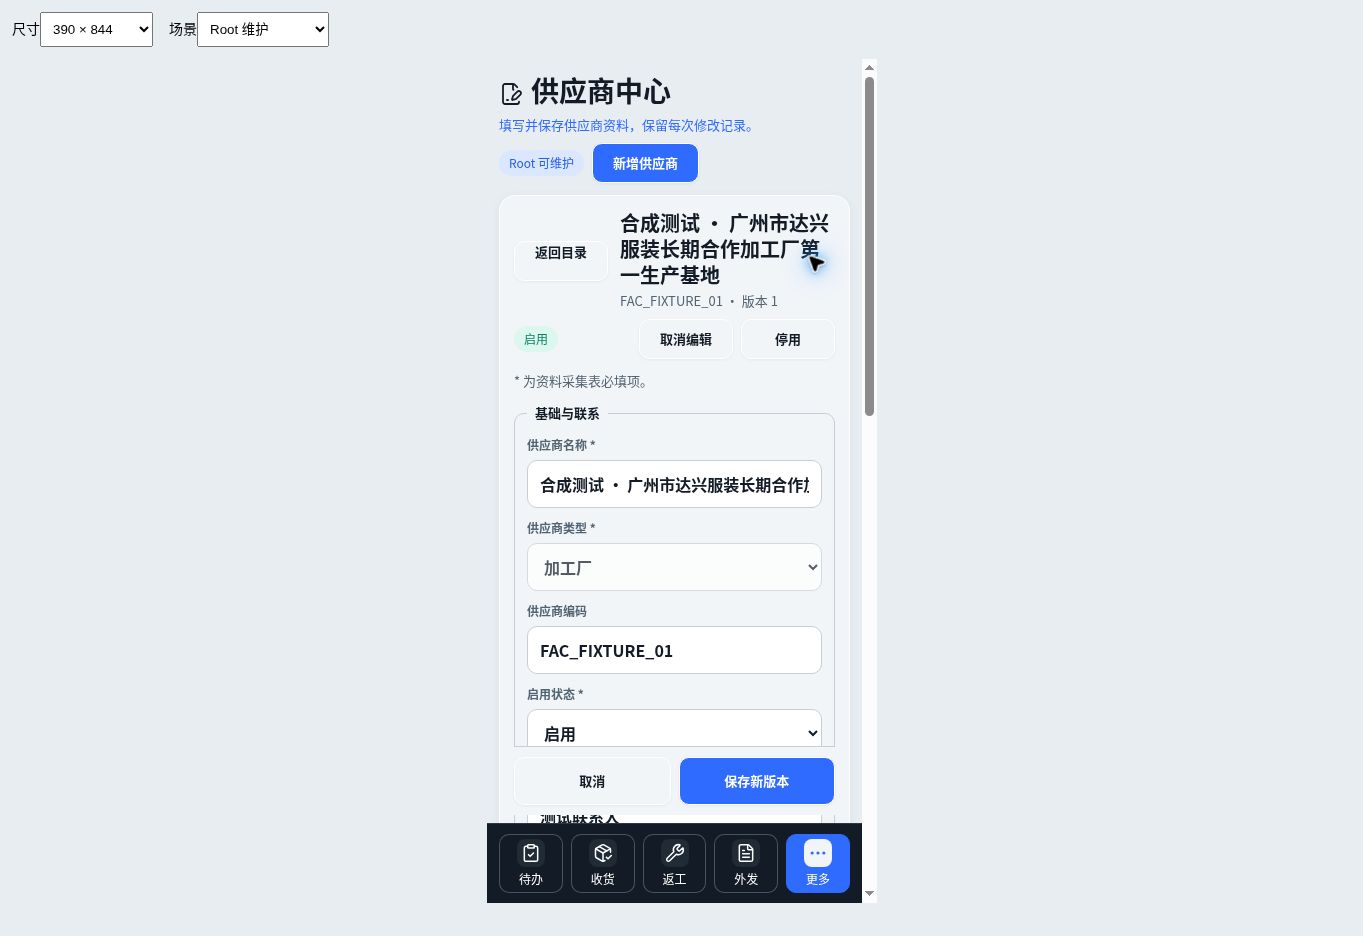 尺寸 390 × 844 场景 Root 维护
供应商中心
填写并保存供应商资料，保留每次修改记录。
Root 可维护 新增供应商
返回目录
合成测试 · 广州市达兴
服装长期合作加工厂第
一生产基地
FAC_FIXTURE_01 · 版本 1
启用 取消编辑 停用
* 为资料采集表必填项。
基础与联系
供应商名称 *
合成测试 · 广州市达兴服装长期合作
供应商类型 *
加工厂
供应商编码
FAC_FIXTURE_01
启用状态 *
启用
取消 保存新版本
测试联系人
待办 收货 返工 外发 更多